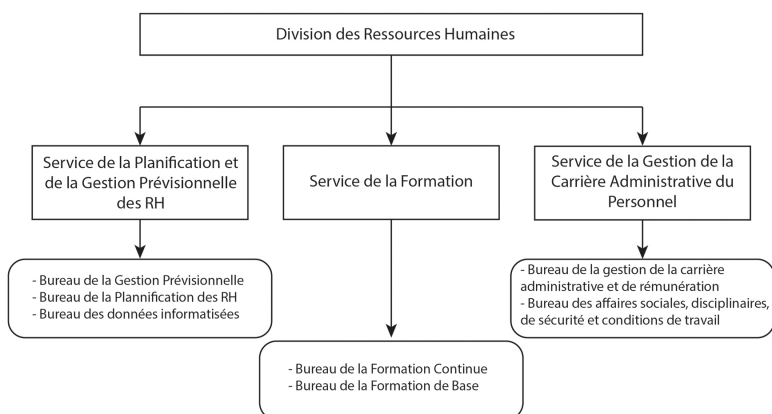 Division des Ressources Humaines
Service de la Planification et
de la Gestion Prévisionnelle
des RH
Service de la Formation
Service de la Gestion de la
Carrière Administrative du
Personnel
- Bureau de la Gestion Prévisionnelle
- Bureau de la Plannification des RH
- Bureau des données informatisées
- Bureau de la gestion de la carrière
administrative et de rémunération
- Bureau des affaires sociales, disciplinaires,
de sécurité et conditions de travail
- Bureau de la Formation Continue
- Bureau de la Formation de Base